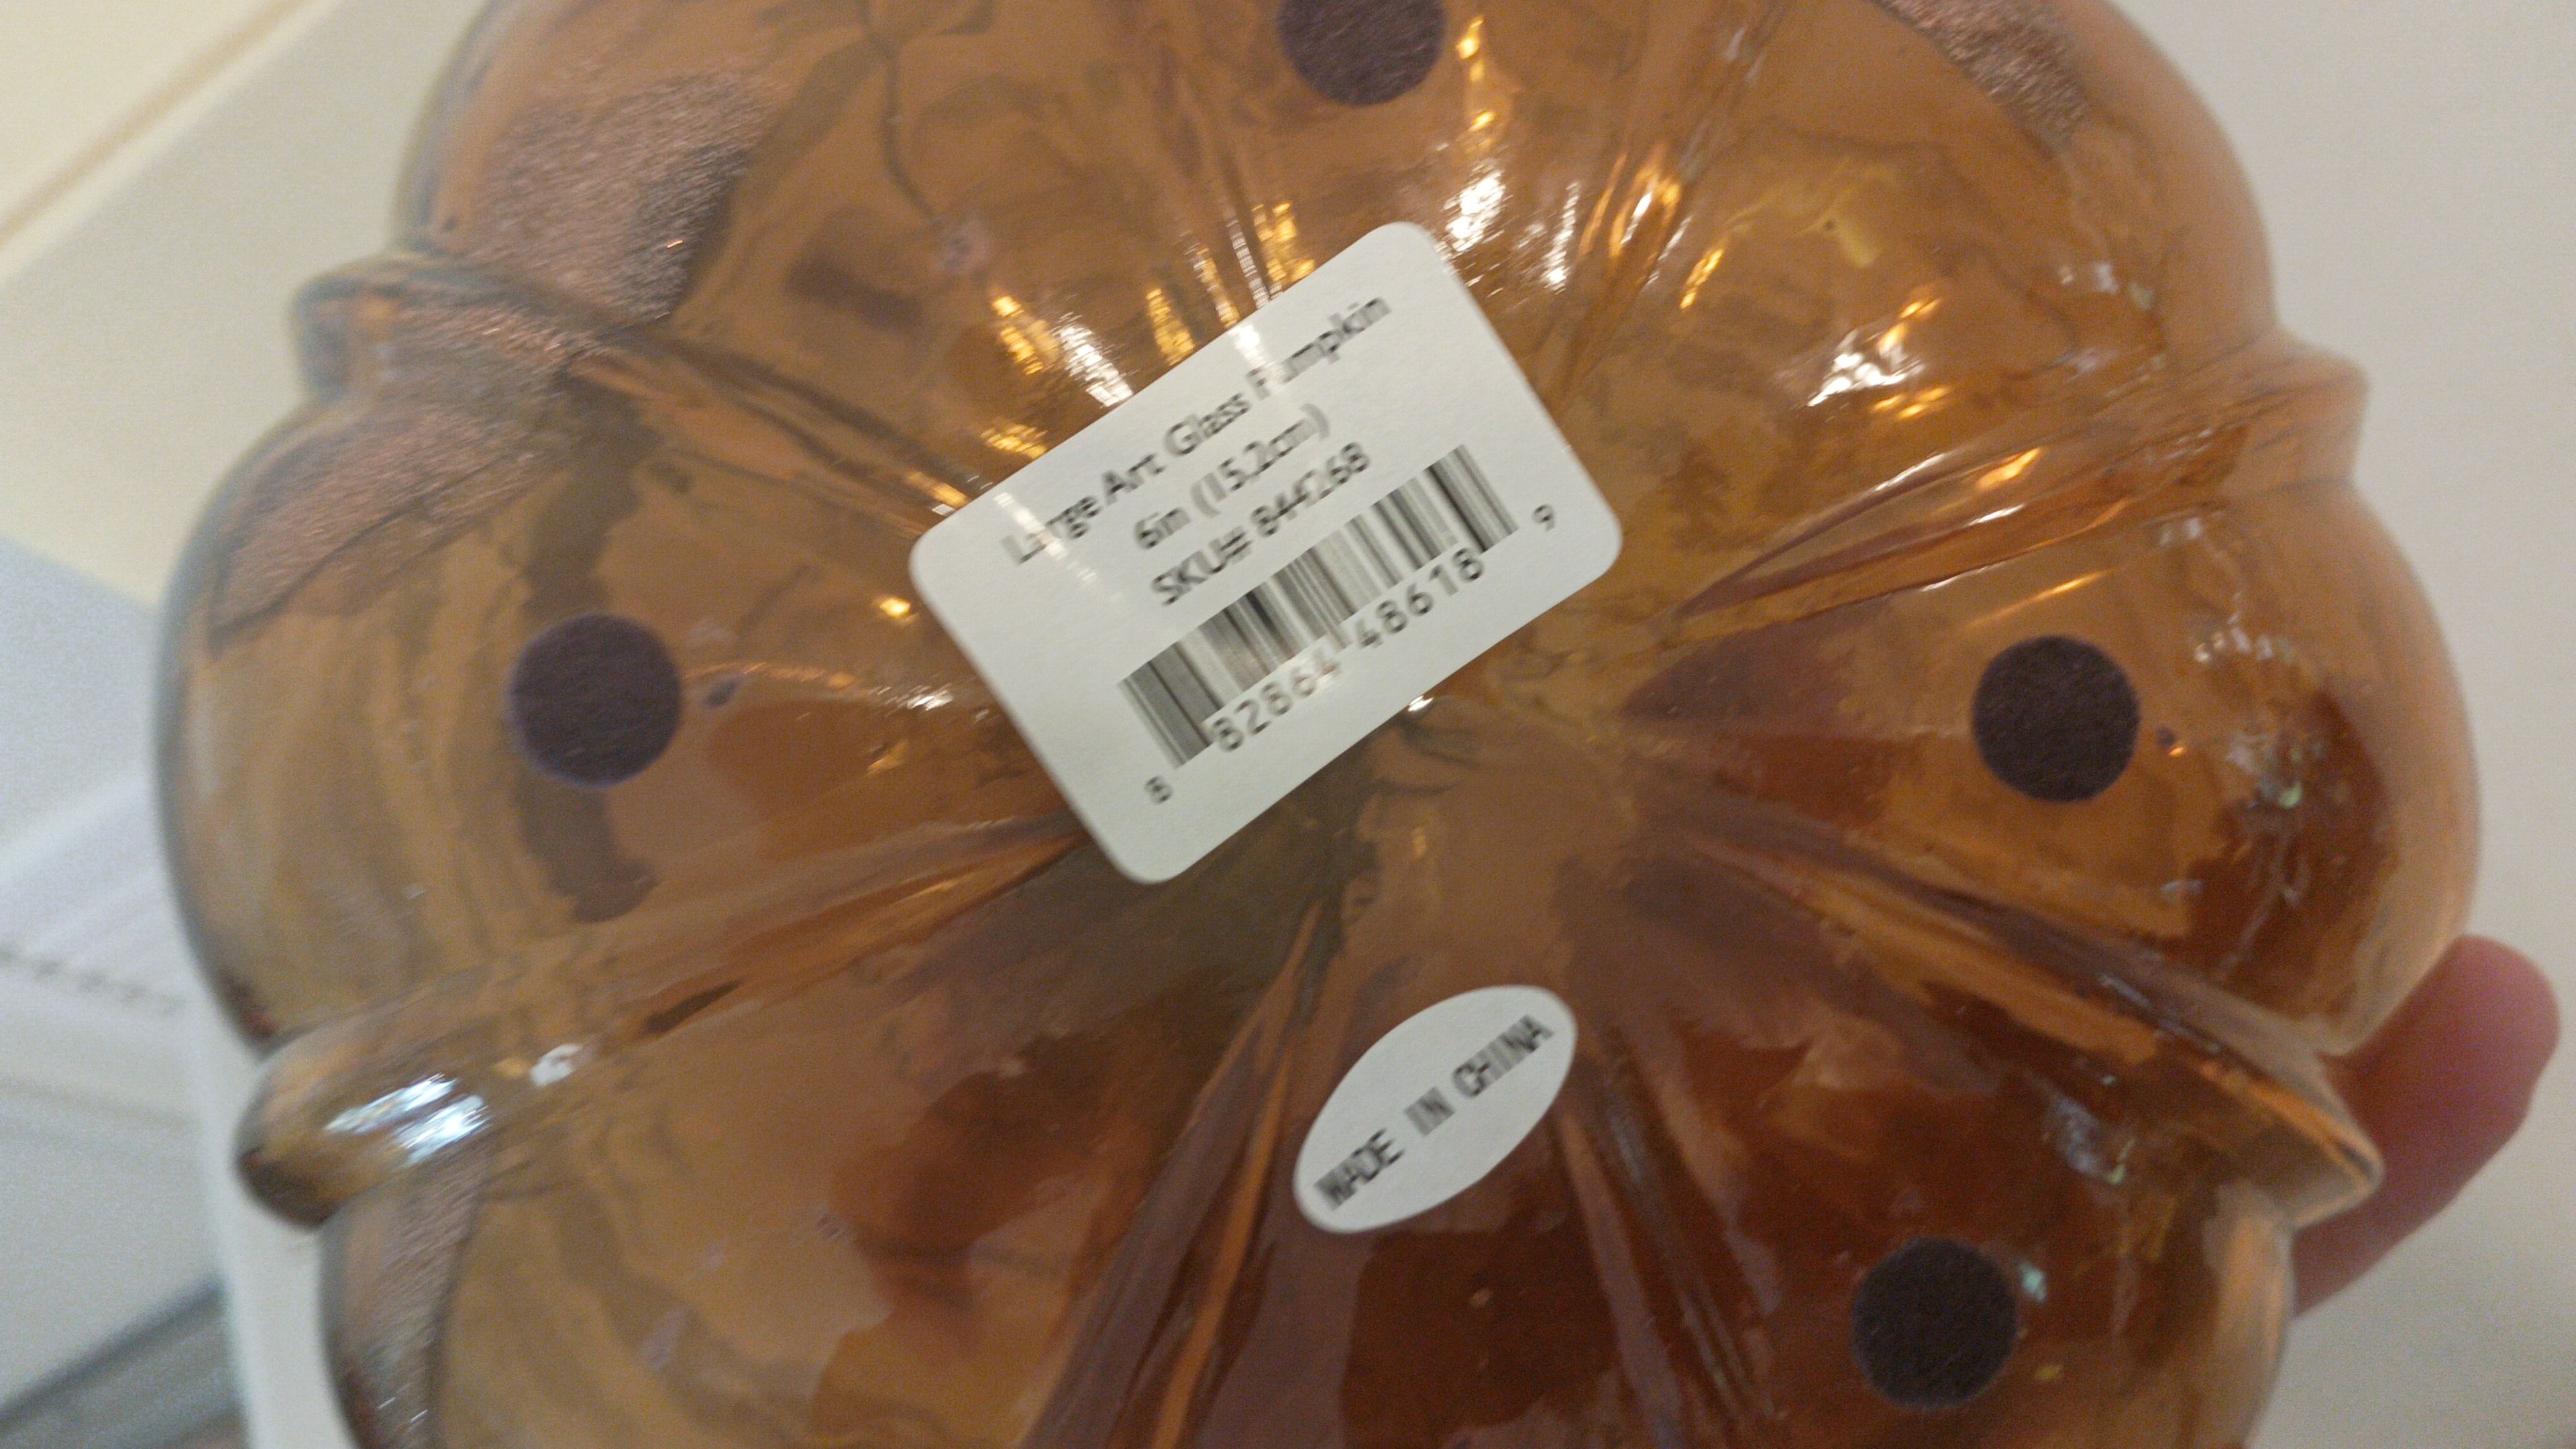 Large Art Glass Pumpkin
6in (15.2cm)
SKU# 844268
8 82864 48618 9
MADE IN CHINA